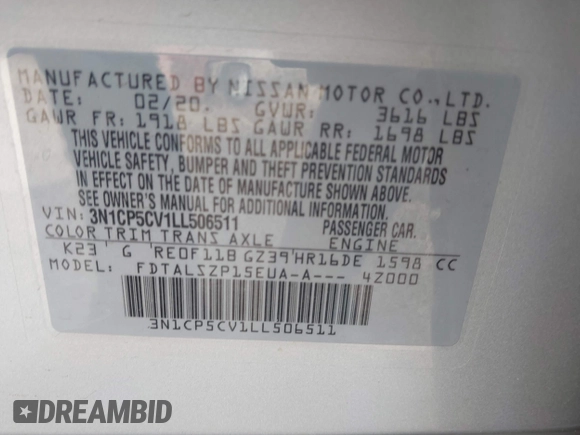 MANUFACTURED BY NISSAN MOTOR CO., LTD.
DATE: 02/20. GVWR: 3616 LBS
GAWR FR: 1918 LBS GAWR RR: 1698 LBS
THIS VEHICLE CONFORMS TO ALL APPLICABLE FEDERAL MOTOR
VEHICLE SAFETY, BUMPER AND THEFT PREVENTION STANDARDS
IN EFFECT ON THE DATE OF MANUFACTURE SHOWN ABOVE.
SEE OWNER'S MANUAL FOR ADDITIONAL INFORMATION.
VIN: 3N1CP5CV1LL506511 PASSENGER CAR.
COLOR TRIM TRANS AXLE ENGINE
K23 G RE0F11B GZ39 HR16DE 1598 CC
MODEL: FDTALSZP15EUA-A--- 4Z000
3N1CP5CV1LL506511
DREAMBID